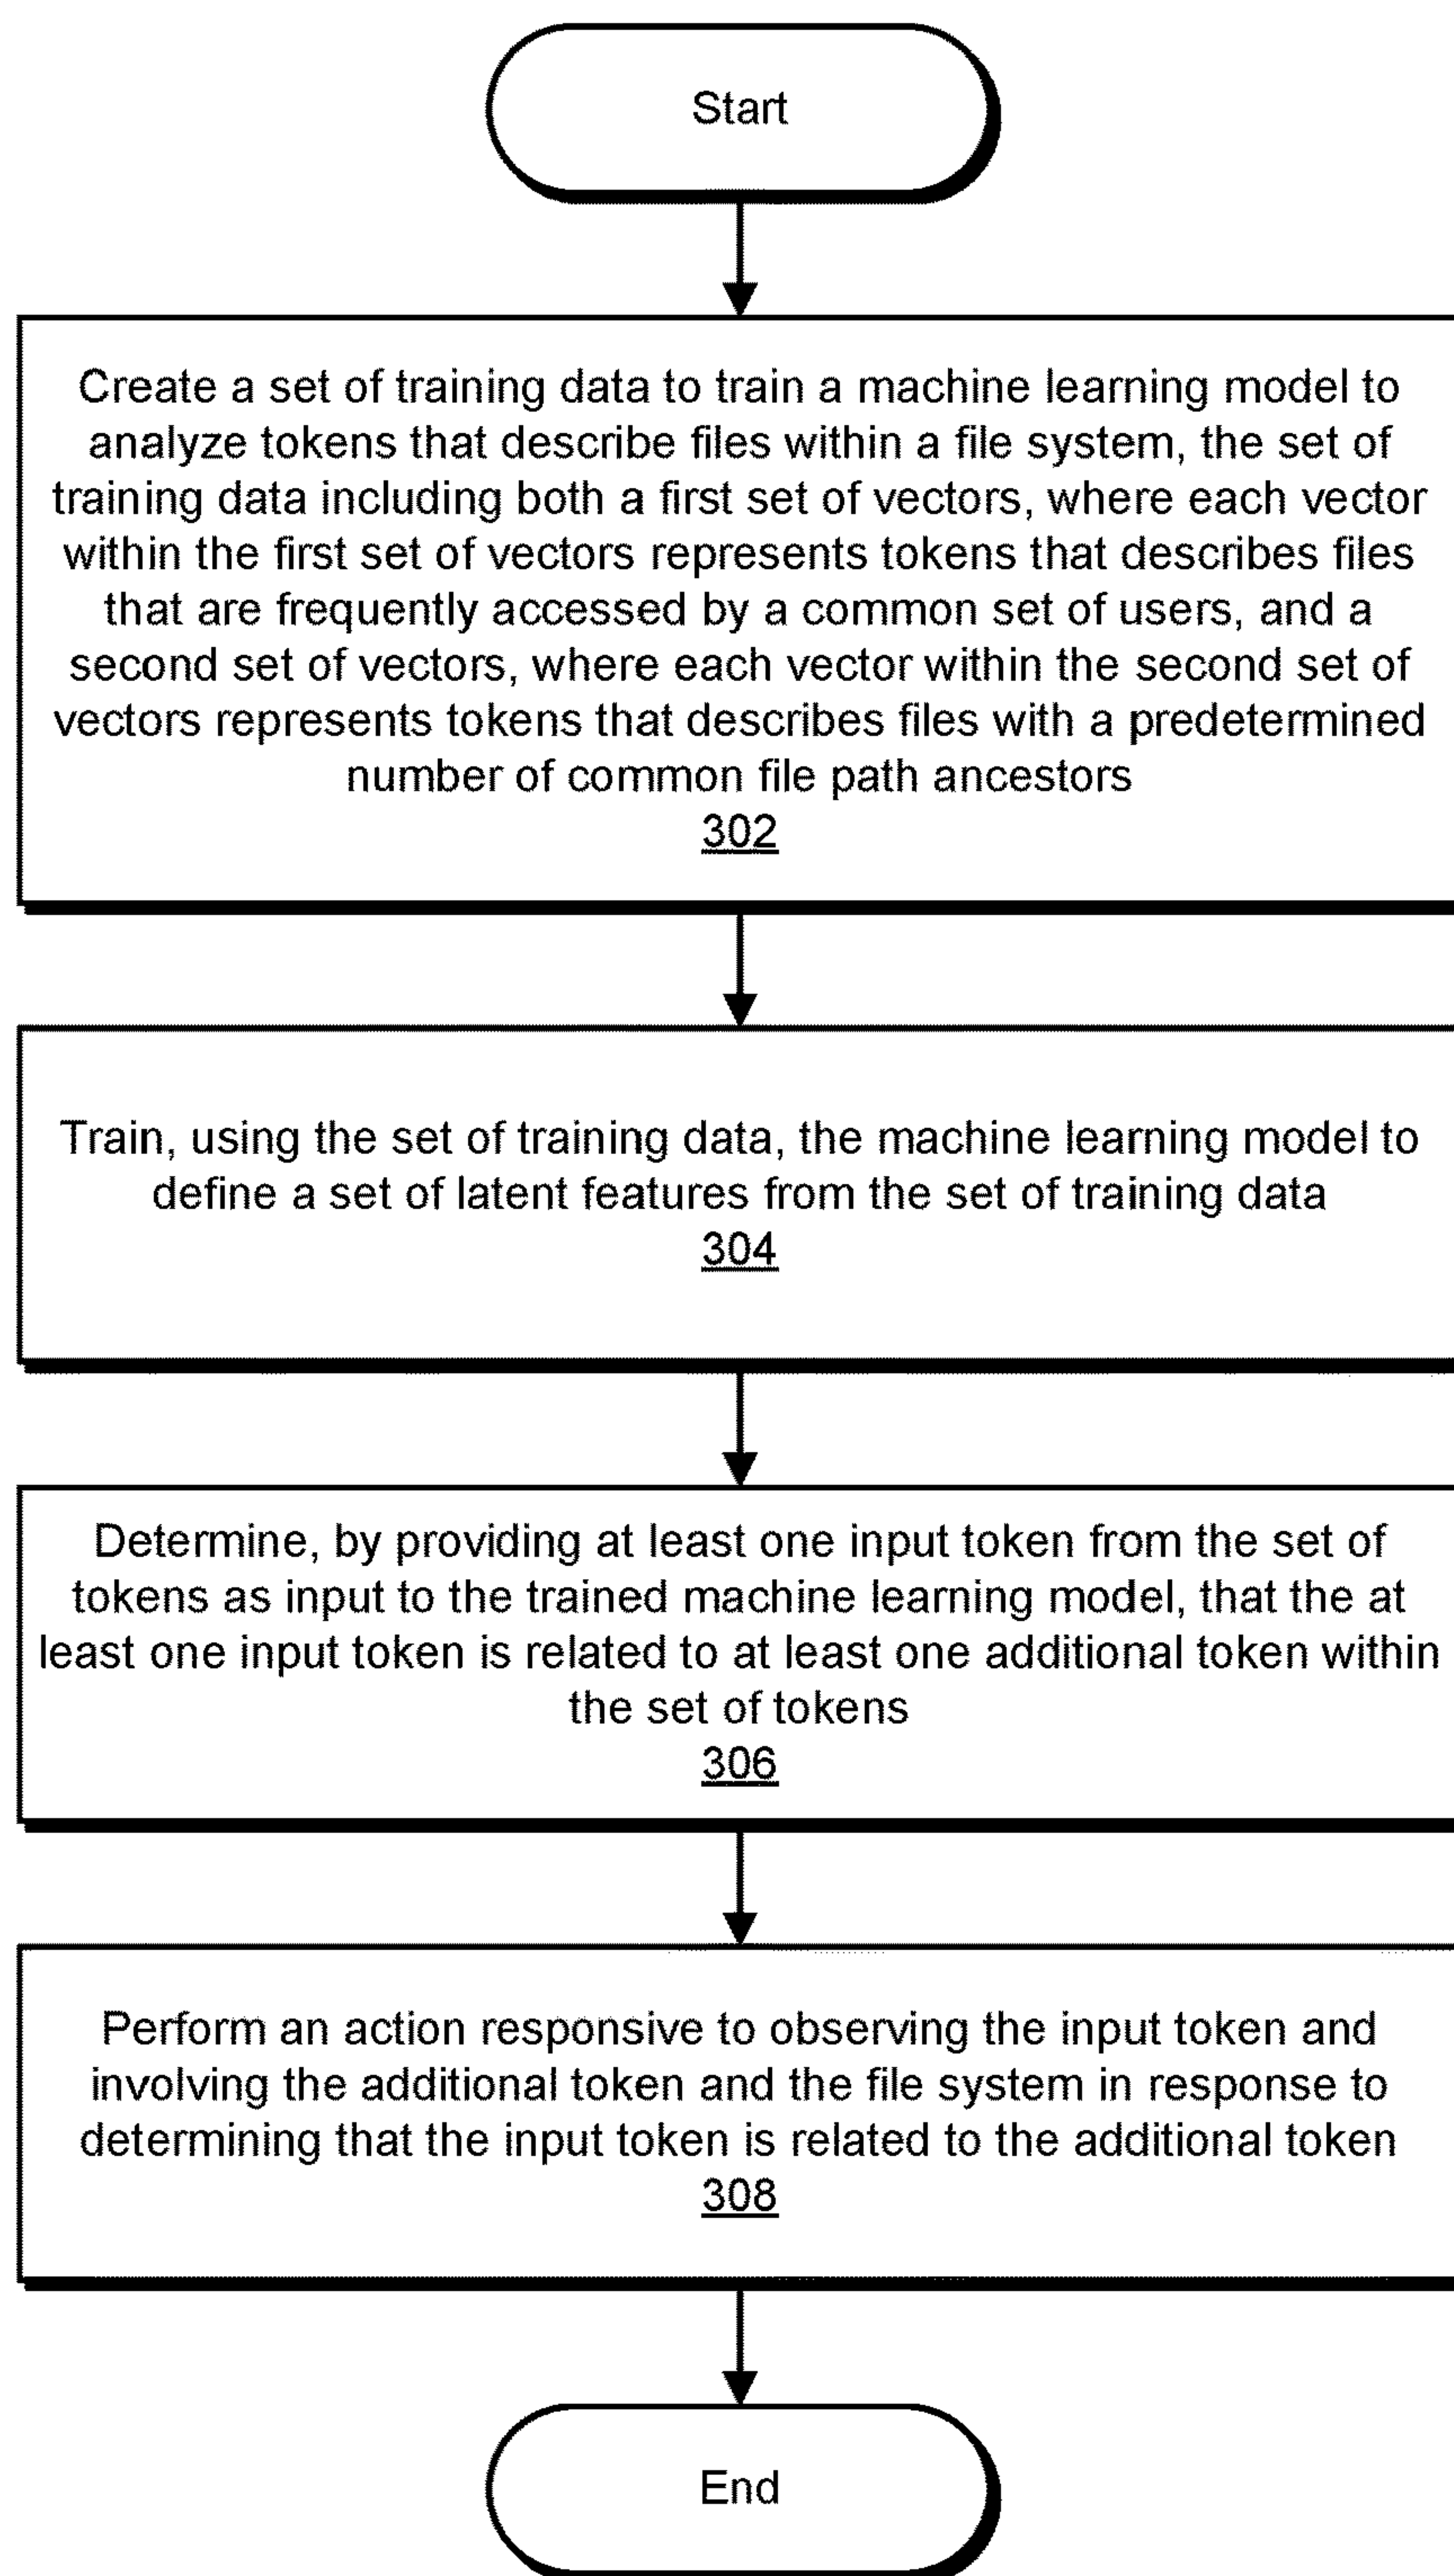 Start
Create a set of training data to train a machine learning model to
analyze tokens that describe files within a file system, the set of
training data including both a first set of vectors, where each vector
within the first set of vectors represents tokens that describes files
that are frequently accessed by a common set of users, and a
second set of vectors, where each vector within the second set of
vectors represents tokens that describes files with a predetermined
number of common file path ancestors
302
Train, using the set of training data, the machine learning model to
define a set of latent features from the set of training data
304
Determine, by providing at least one input token from the set of
tokens as input to the trained machine learning model, that the at
least one input token is related to at least one additional token within
the set of tokens
306
Perform an action responsive to observing the input token and
involving the additional token and the file system in response to
determining that the input token is related to the additional token
308
End